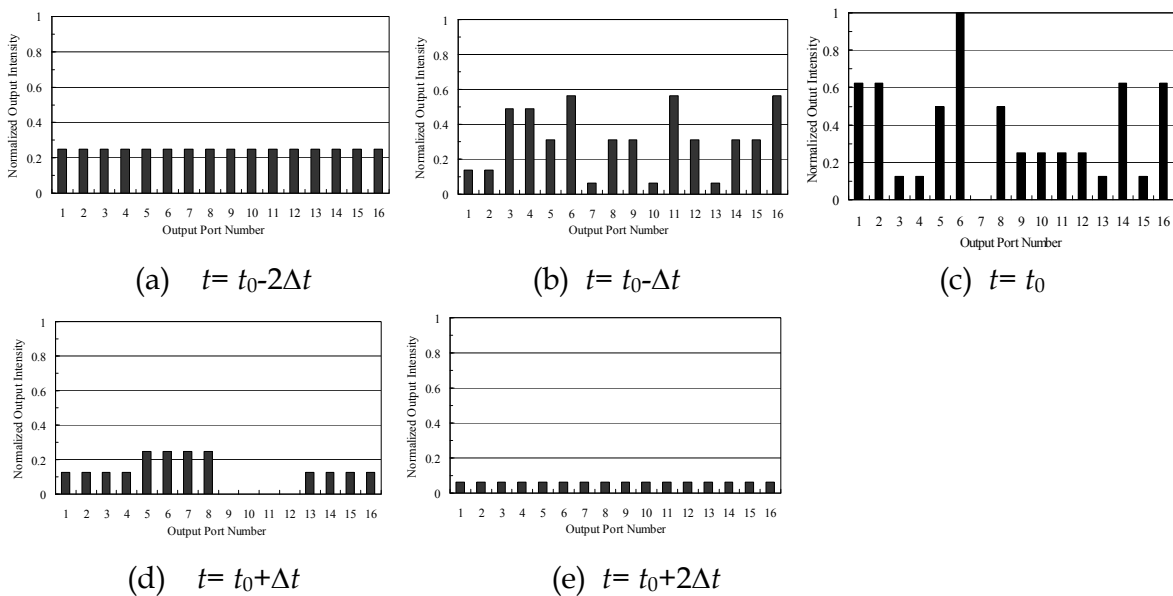 1
0.8
0.6
0.4
0.2
0
Normalized Output Intensity
1 2 3 4 5 6 7 8 9 10 11 12 13 14 15 16
Output Port Number
(a) t= t0-2Δt
1
0.8
0.6
0.4
0.2
0
Normalized Output Intensity
1 2 3 4 5 6 7 8 9 10 11 12 13 14 15 16
Output Port Number
(b) t= t0-Δt
1
0.8
0.6
0.4
0.2
0
Normalized Outut Intensity
1 2 3 4 5 6 7 8 9 10 11 12 13 14 15 16
Output Port Number
(c) t= t0
1
0.8
0.6
0.4
0.2
0
Normalized Output Intensity
1 2 3 4 5 6 7 8 9 10 11 12 13 14 15 16
Output Port Number
(d) t= t0+Δt
1
0.8
0.6
0.4
0.2
0
Normalized Output Intensity
1 2 3 4 5 6 7 8 9 10 11 12 13 14 15 16
Output Port Number
(e) t= t0+2Δt